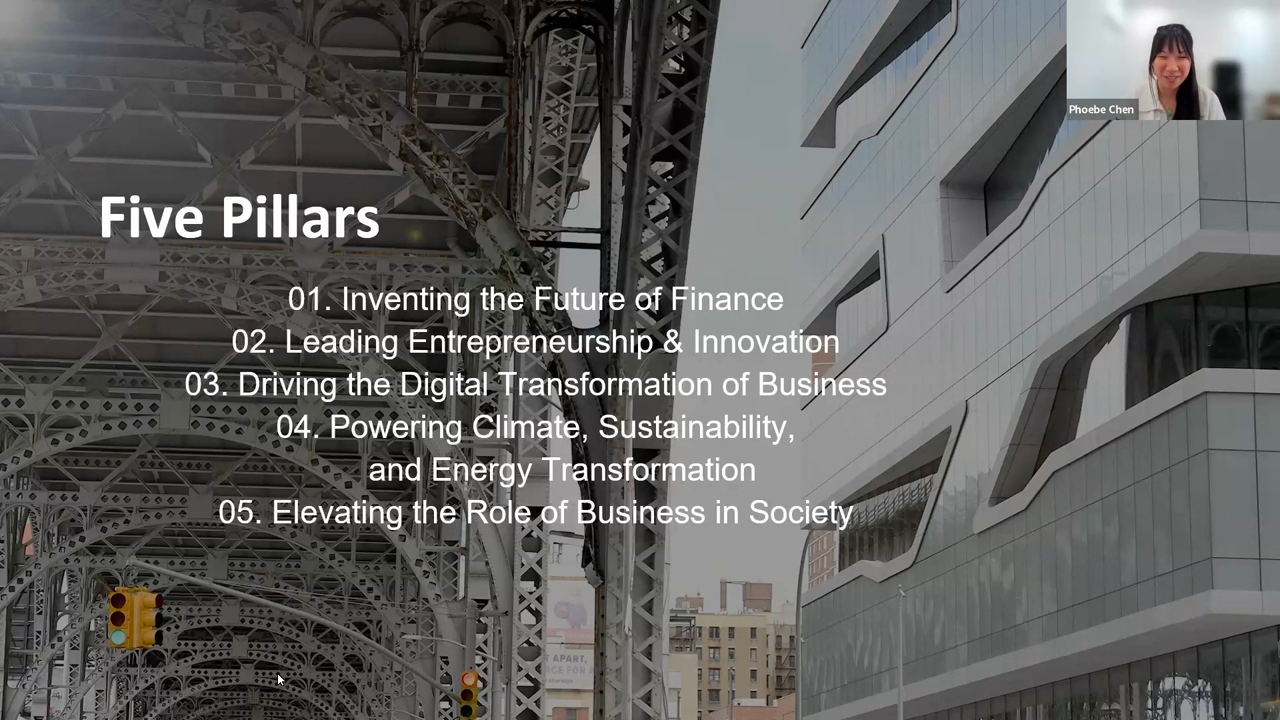 Phoebe Chen
Five Pillars
01. Inventing the Future of Finance
02. Leading Entrepreneurship & Innovation
03. Driving the Digital Transformation of Business
04. Powering Climate, Sustainability,
and Energy Transformation
05. Elevating the Role of Business in Society
T APART,